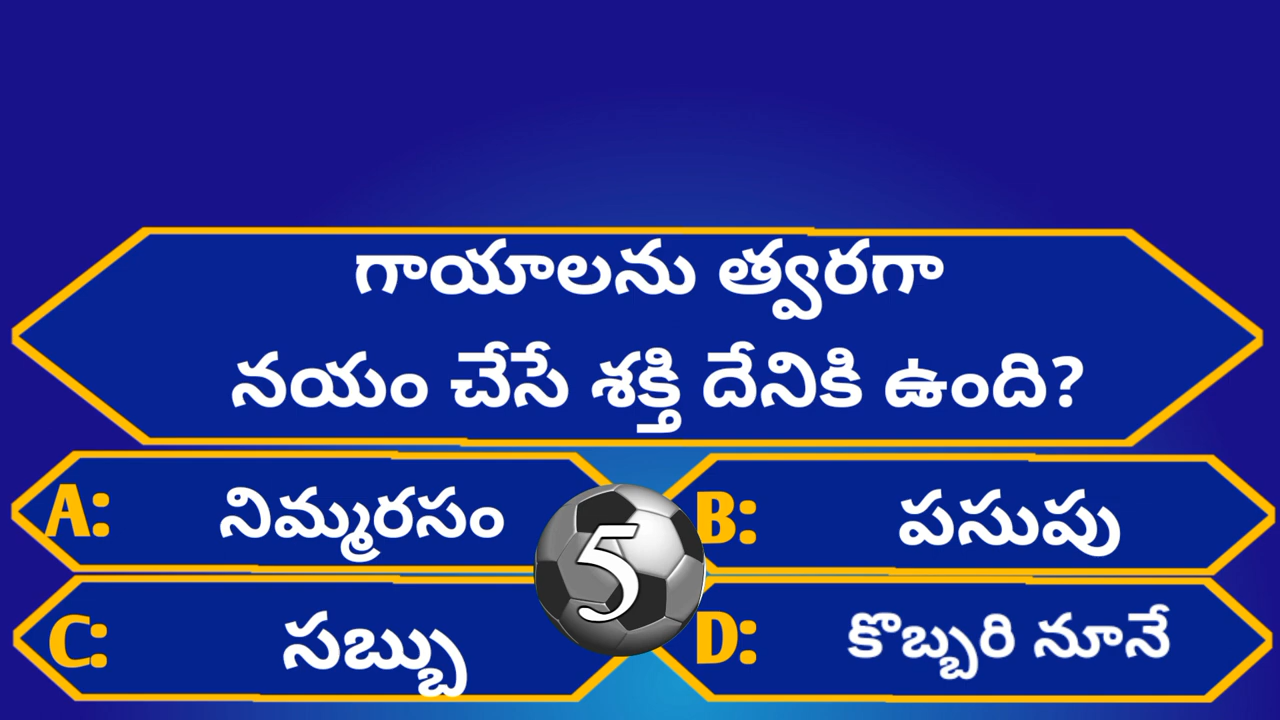 గాయాలను త్వరగా
నయం చేసే శక్తి దేనికి ఉంది?
A: నిమ్మరసం
B: పసుపు
5
C: సబ్బు
D: కొబ్బరి నూనే